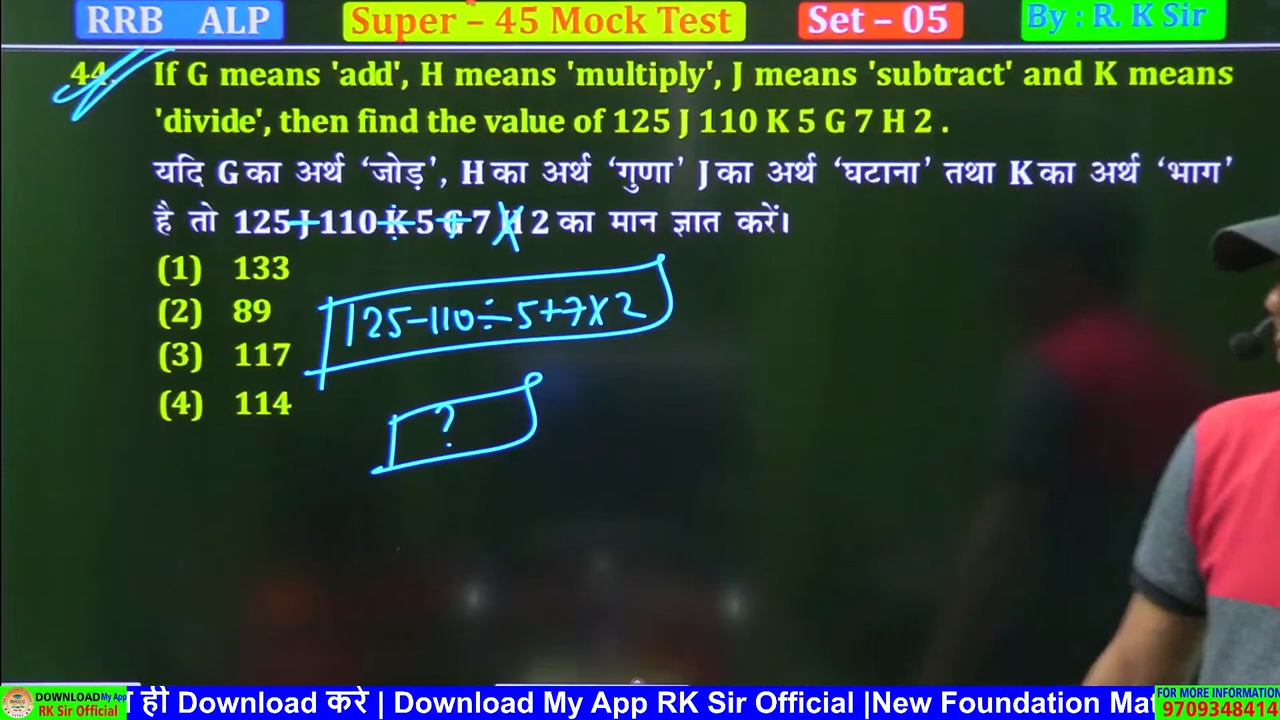 RRB ALP Super – 45 Mock Test Set – 05 By : R. K Sir
44. If G means 'add', H means 'multiply', J means 'subtract' and K means
'divide', then find the value of 125 J 110 K 5 G 7 H 2 .
यदि G का अर्थ ‘जोड़’, H का अर्थ ‘गुणा’ J का अर्थ ‘घटाना’ तथा K का अर्थ ‘भाग’
है तो 125 J 110 K 5 G 7 H 2 का मान ज्ञात करें।
(1) 133
(2) 89
125-110÷5+7×2
(3) 117
(4) 114
?
DOWNLOAD My App
RK Sir Official
ही Download करे | Download My App RK Sir Official |New Foundation
FOR MORE INFORMATION
9709348414